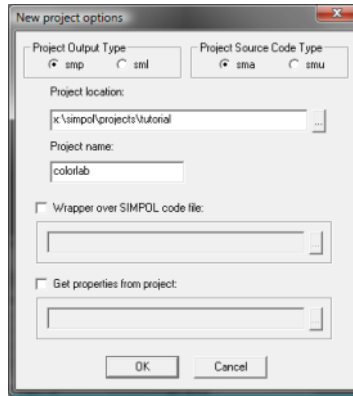 New project options
Project Output Type
smp sml
Project Source Code Type
sma smu
Project location:
x:\simpol\projects\tutorial
...
Project name:
colorlab
Wrapper over SIMPOL code file:
...
Get properties from project:
...
OK Cancel